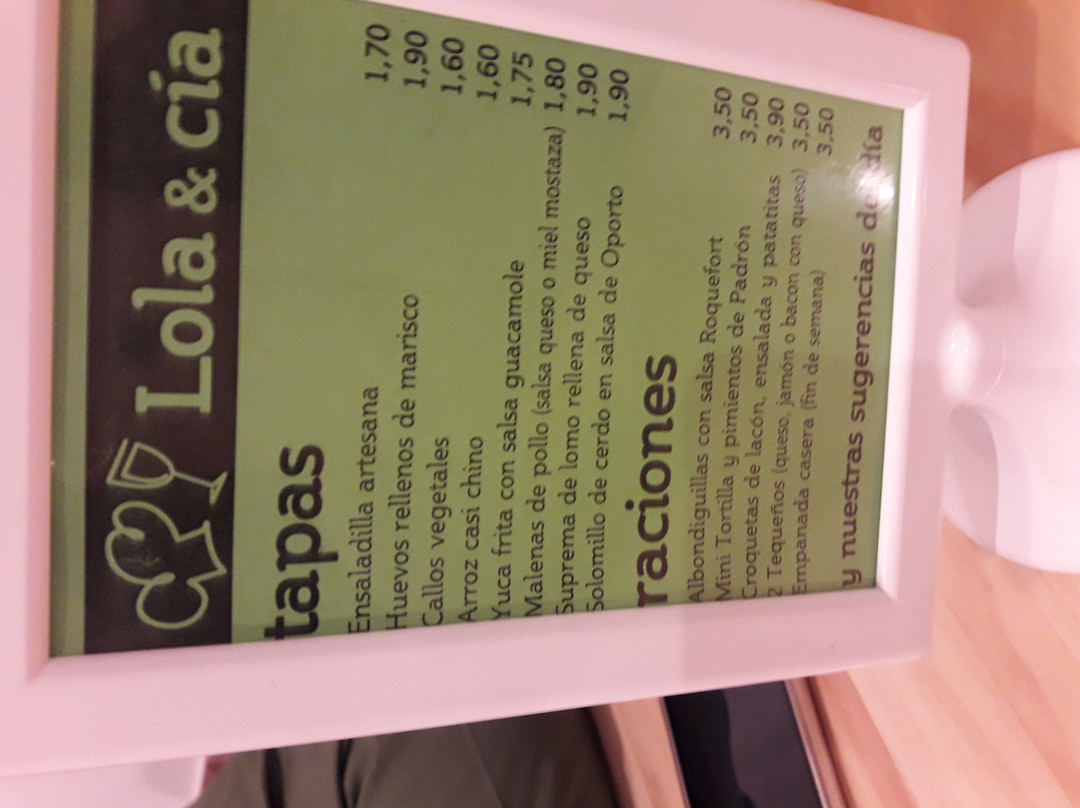 Lola & cía
tapas
Ensaladilla artesana 1,70
Huevos rellenos de marisco 1,90
Callos vegetales 1,60
Arroz casi chino 1,60
Yuca frita con salsa guacamole 1,75
Malenas de pollo (salsa queso o miel mostaza) 1,80
Suprema de lomo rellena de queso 1,90
Solomillo de cerdo en salsa de Oporto 1,90
raciones
Albondiguillas con salsa Roquefort 3,50
Mini Tortilla y pimientos de Padrón 3,50
Croquetas de lacón, ensalada y patatitas 3,90
2 Tequeños (queso, jamón o bacon con queso) 3,50
Empanada casera (fin de semana) 3,50
y nuestras sugerencias del día